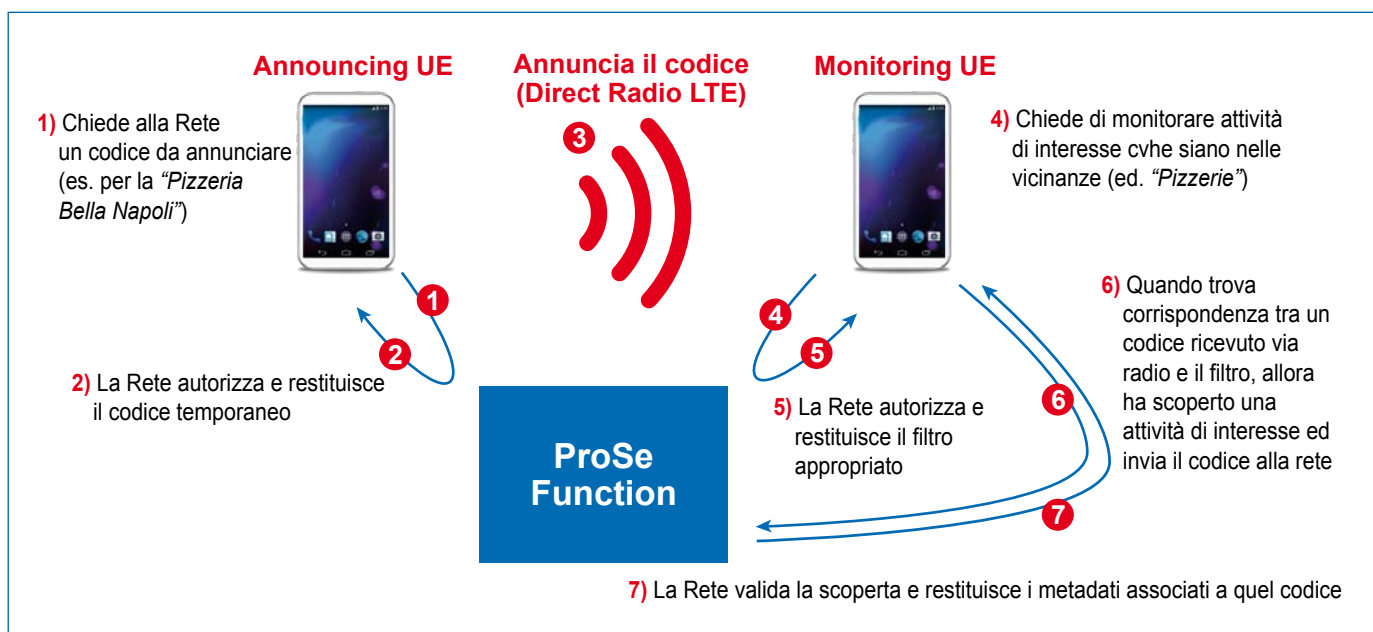 Announcing UE
Annuncia il codice
(Direct Radio LTE)
Monitoring UE
1) Chiede alla Rete
un codice da annunciare
(es. per la “Pizzeria
Bella Napoli”)
3
4) Chiede di monitorare attività
di interesse cvhe siano nelle
vicinanze (ed. “Pizzerie”)
1
2
4
5
6) Quando trova
corrispondenza tra un
codice ricevuto via
radio e il filtro, allora
ha scoperto una
attività di interesse ed
invia il codice alla rete
2) La Rete autorizza e restituisce
il codice temporaneo
5) La Rete autorizza e
restituisce il filtro
appropriato
6
ProSe
Function
7
7) La Rete valida la scoperta e restituisce i metadati associati a quel codice